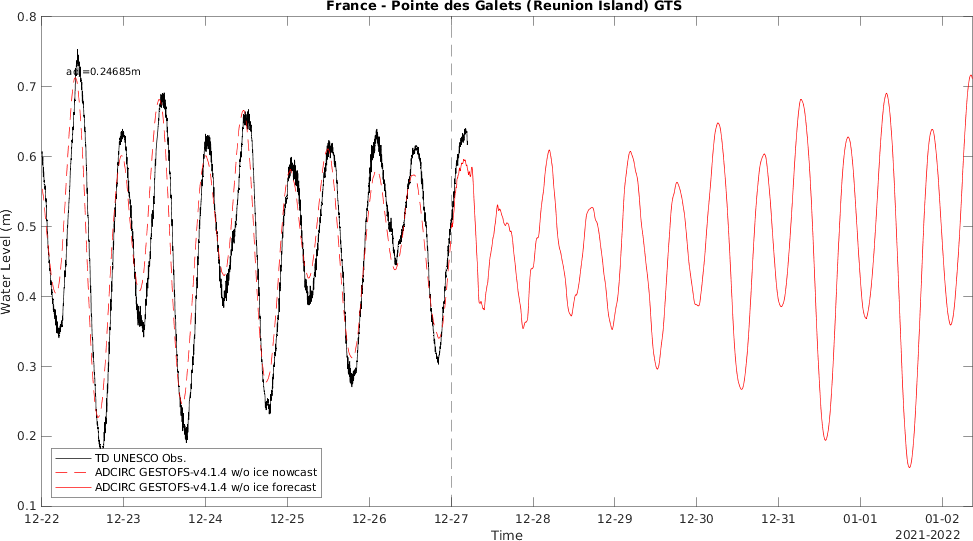 France - Pointe des Galets (Reunion Island) GTS
0.8
0.7
0.6
0.5
0.4
0.3
0.2
0.1
Water Level (m)
TD UNESCO Obs.
ADCIRC GESTOFS-v4.1.4 w/o ice nowcast
ADCIRC GESTOFS-v4.1.4 w/o ice forecast
12-22 12-23 12-24 12-25 12-26 12-27 12-28 12-29 12-30 12-31 01-01 01-02
Time
2021-2022